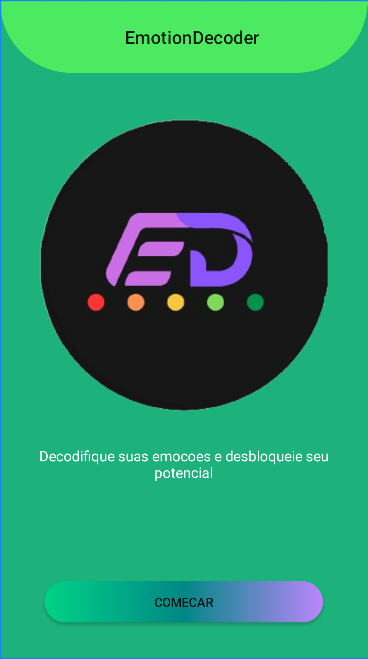 EmotionDecoder
ED
Decodifique suas emocoes e desbloqueie seu
potencial
COMECAR